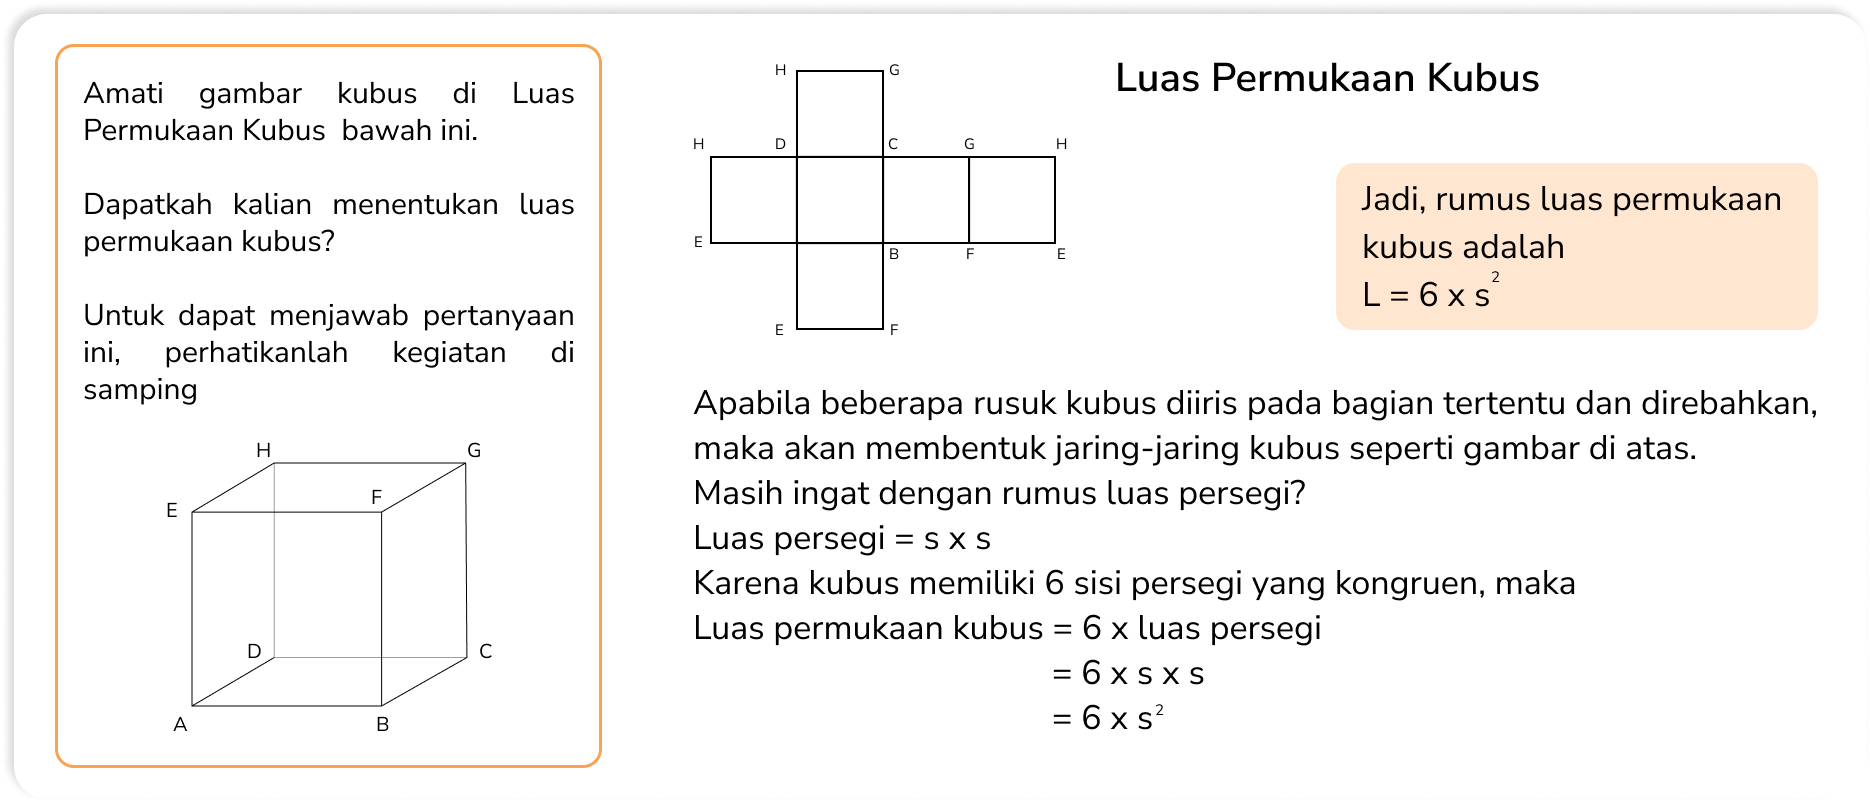 Amati gambar kubus di Luas
Permukaan Kubus bawah ini.
Dapatkah kalian menentukan luas
permukaan kubus?
Untuk dapat menjawab pertanyaan
ini, perhatikanlah kegiatan di
samping
H G
E F
D C
A B
H G
H D C G H
E B F E
E F
Luas Permukaan Kubus
Jadi, rumus luas permukaan
kubus adalah
L = 6 x s²
Apabila beberapa rusuk kubus diiris pada bagian tertentu dan direbahkan,
maka akan membentuk jaring-jaring kubus seperti gambar di atas.
Masih ingat dengan rumus luas persegi?
Luas persegi = s x s
Karena kubus memiliki 6 sisi persegi yang kongruen, maka
Luas permukaan kubus = 6 x luas persegi
= 6 x s x s
= 6 x s²